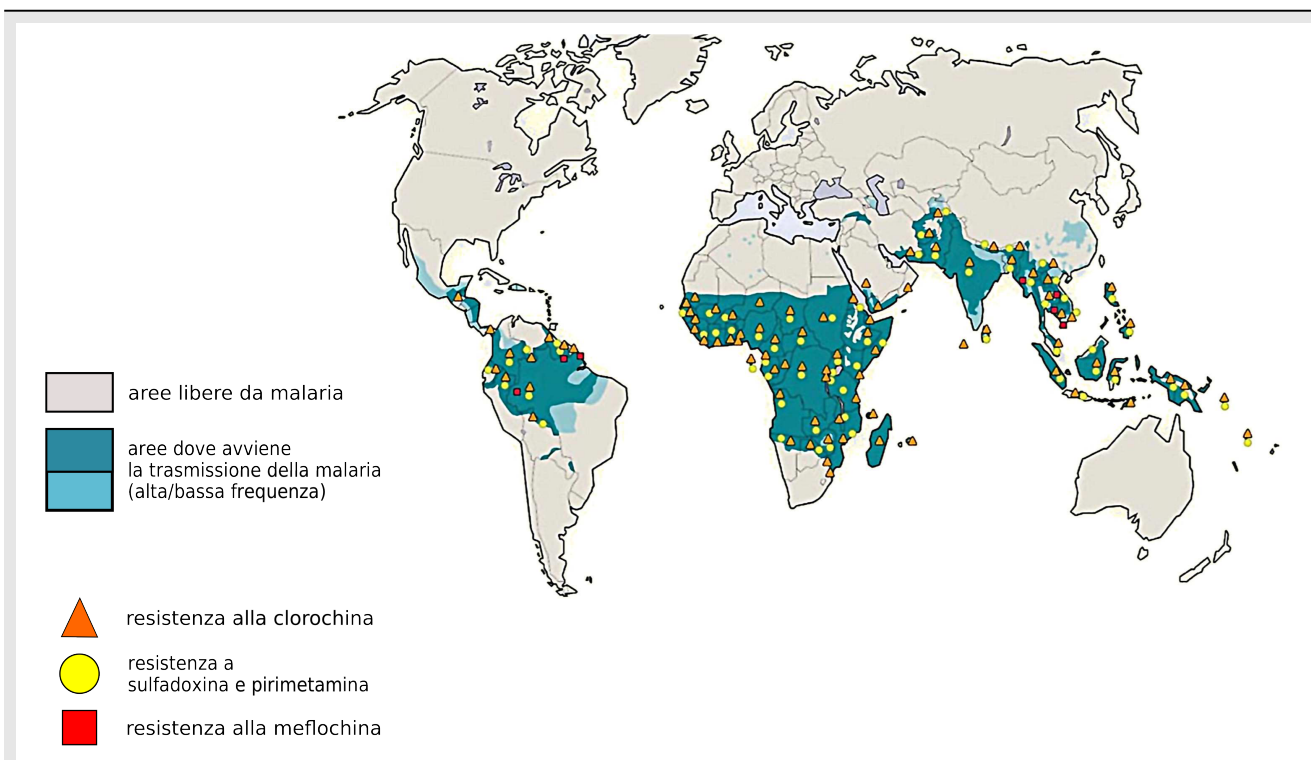 aree libere da malaria
aree dove avviene
la trasmissione della malaria
(alta/bassa frequenza)
resistenza alla clorochina
resistenza a
sulfadoxina e pirimetamina
resistenza alla meflochina